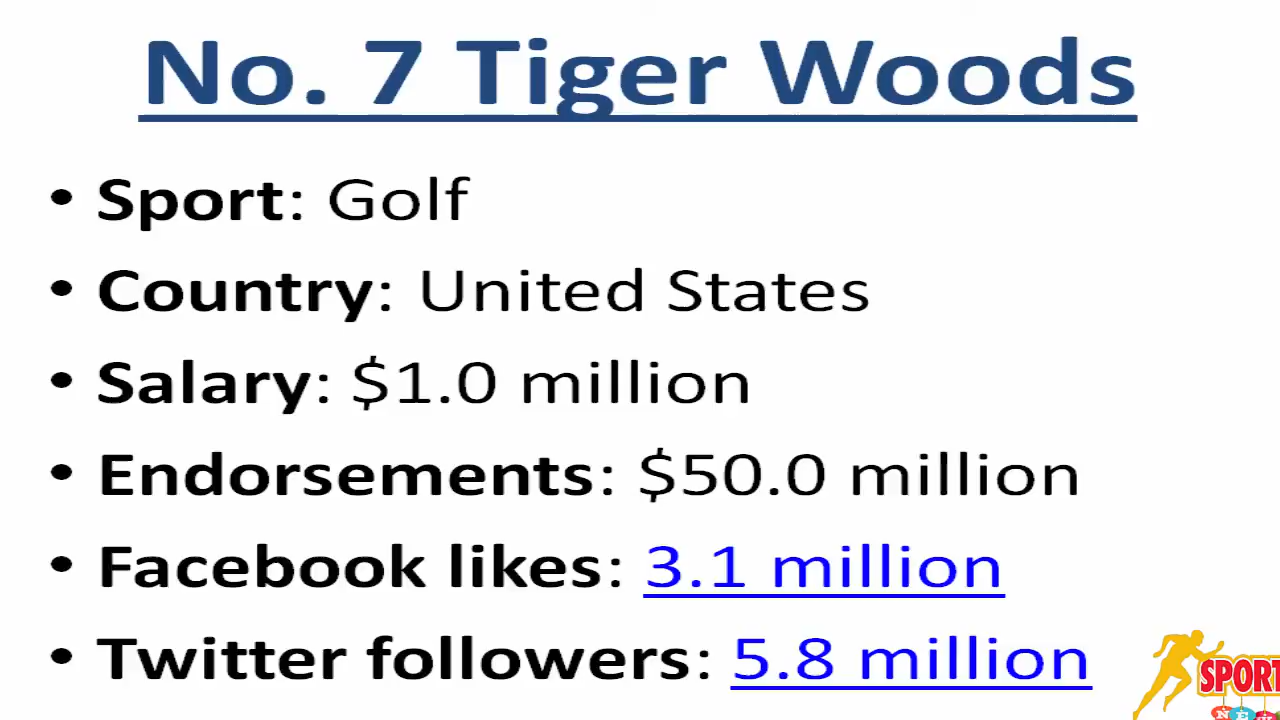 No. 7 Tiger Woods
• Sport: Golf
• Country: United States
• Salary: $1.0 million
• Endorsements: $50.0 million
• Facebook likes: 3.1 million
• Twitter followers: 5.8 million
SPORT